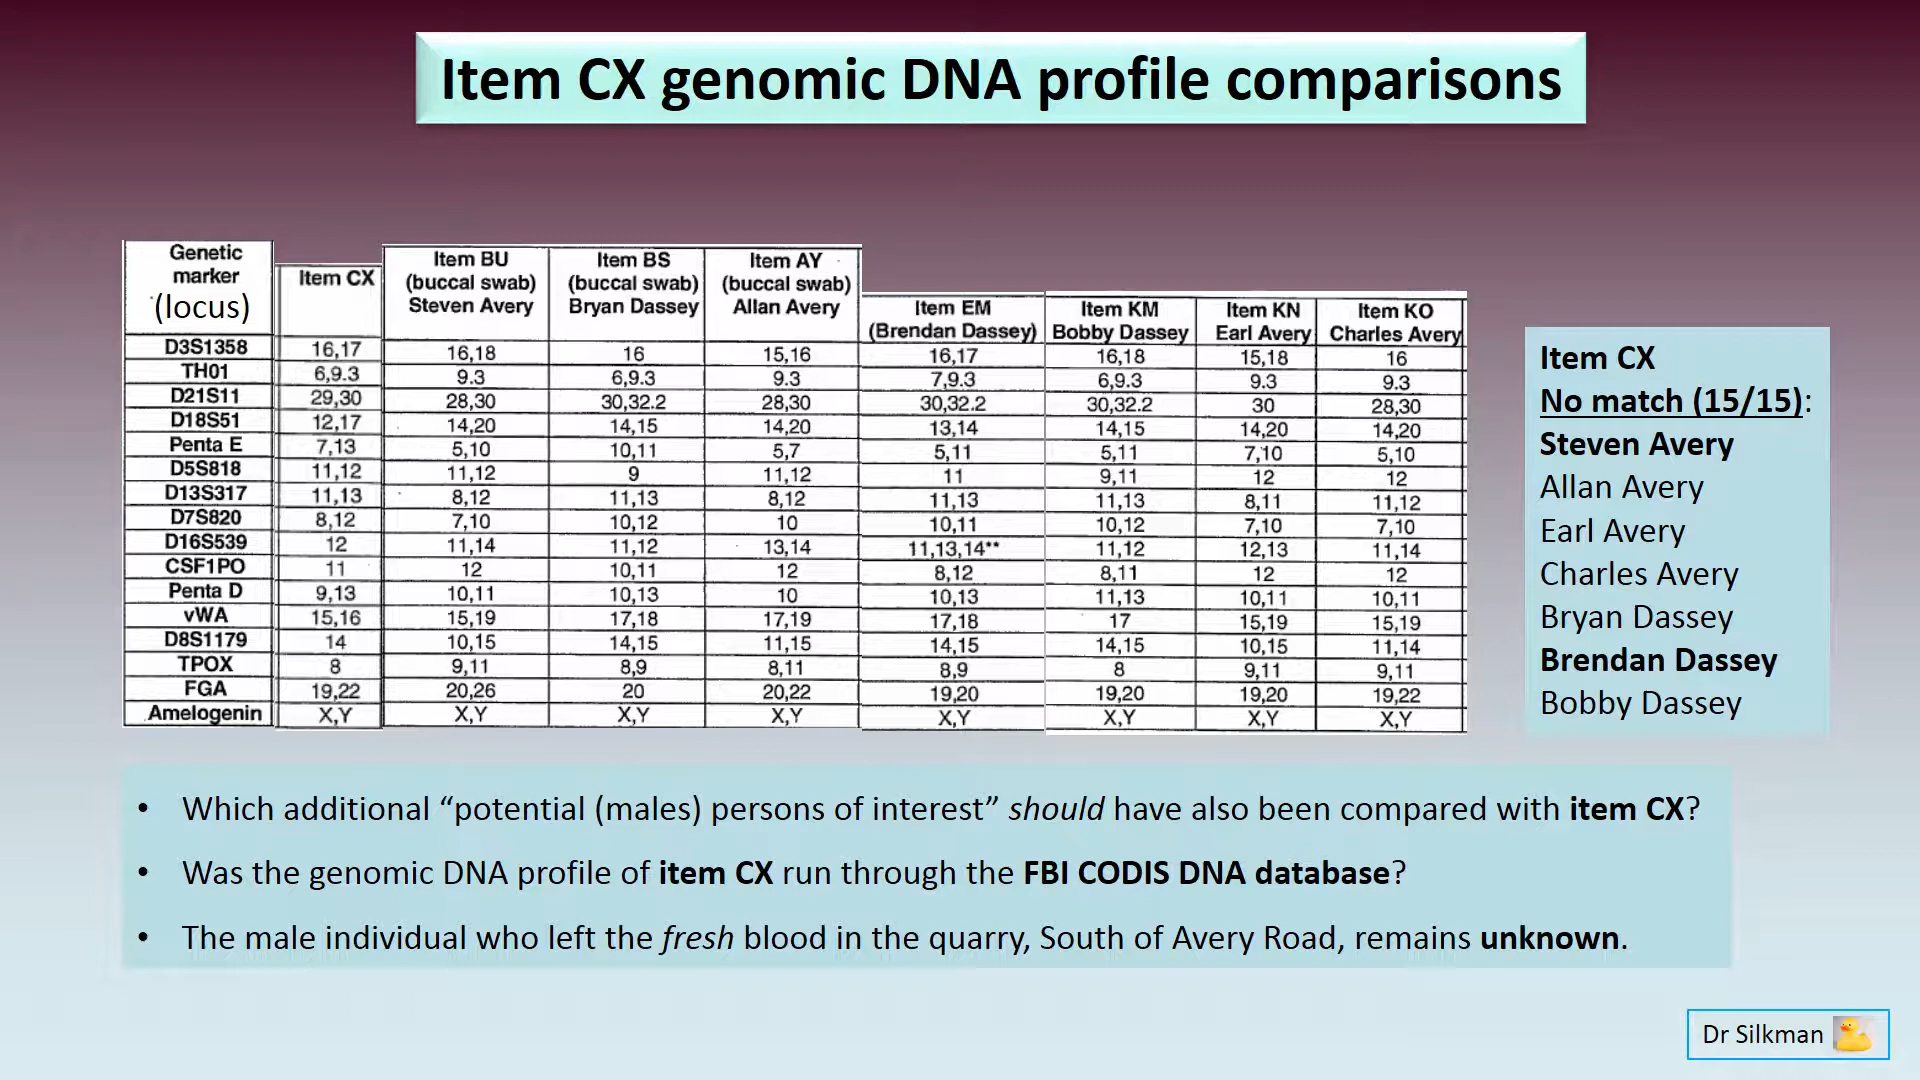 Item CX genomic DNA profile comparisons
Genetic marker (locus) | Item CX | Item BU (buccal swab) Steven Avery | Item BS (buccal swab) Bryan Dassey | Item AY (buccal swab) Allan Avery | Item EM (Brendan Dassey) | Item KM Bobby Dassey | Item KN Earl Avery | Item KO Charles Avery
D3S1358 | 16,17 | 16,18 | 16 | 15,16 | 16,17 | 16,18 | 15,18 | 16
TH01 | 6,9.3 | 9.3 | 6,9.3 | 9.3 | 7,9.3 | 6,9.3 | 9.3 | 9.3
D21S11 | 29,30 | 28,30 | 30,32.2 | 28,30 | 30,32.2 | 30,32.2 | 30 | 28,30
D18S51 | 12,17 | 14,20 | 14,15 | 14,20 | 13,14 | 14,15 | 14,20 | 14,20
Penta E | 7,13 | 5,10 | 10,11 | 5,7 | 5,11 | 5,11 | 7,10 | 5,10
D5S818 | 11,12 | 11,12 | 9 | 11,12 | 11 | 9,11 | 12 | 12
D13S317 | 11,13 | 8,12 | 11,13 | 8,12 | 11,13 | 11,13 | 8,11 | 11,12
D7S820 | 8,12 | 7,10 | 10,12 | 10 | 10,11 | 10,12 | 7,10 | 7,10
D16S539 | 12 | 11,14 | 11,12 | 13,14 | 11,13,14** | 11,12 | 12,13 | 11,14
CSF1PO | 11 | 12 | 10,11 | 12 | 8,12 | 8,11 | 12 | 12
Penta D | 9,13 | 10,11 | 10,13 | 10 | 10,13 | 11,13 | 10,11 | 10,11
vWA | 15,16 | 15,19 | 17,18 | 17,19 | 17,18 | 17 | 15,19 | 15,19
D8S1179 | 14 | 10,15 | 14,15 | 11,15 | 14,15 | 14,15 | 10,15 | 11,14
TPOX | 8 | 9,11 | 8,9 | 8,11 | 8,9 | 8 | 9,11 | 9,11
FGA | 19,22 | 20,26 | 20 | 20,22 | 19,20 | 19,20 | 19,20 | 19,22
Amelogenin | X,Y | X,Y | X,Y | X,Y | X,Y | X,Y | X,Y | X,Y
Item CX
No match (15/15):
Steven Avery
Allan Avery
Earl Avery
Charles Avery
Bryan Dassey
Brendan Dassey
Bobby Dassey
• Which additional “potential (males) persons of interest” should have also been compared with item CX?
• Was the genomic DNA profile of item CX run through the FBI CODIS DNA database?
• The male individual who left the fresh blood in the quarry, South of Avery Road, remains unknown.
Dr Silkman